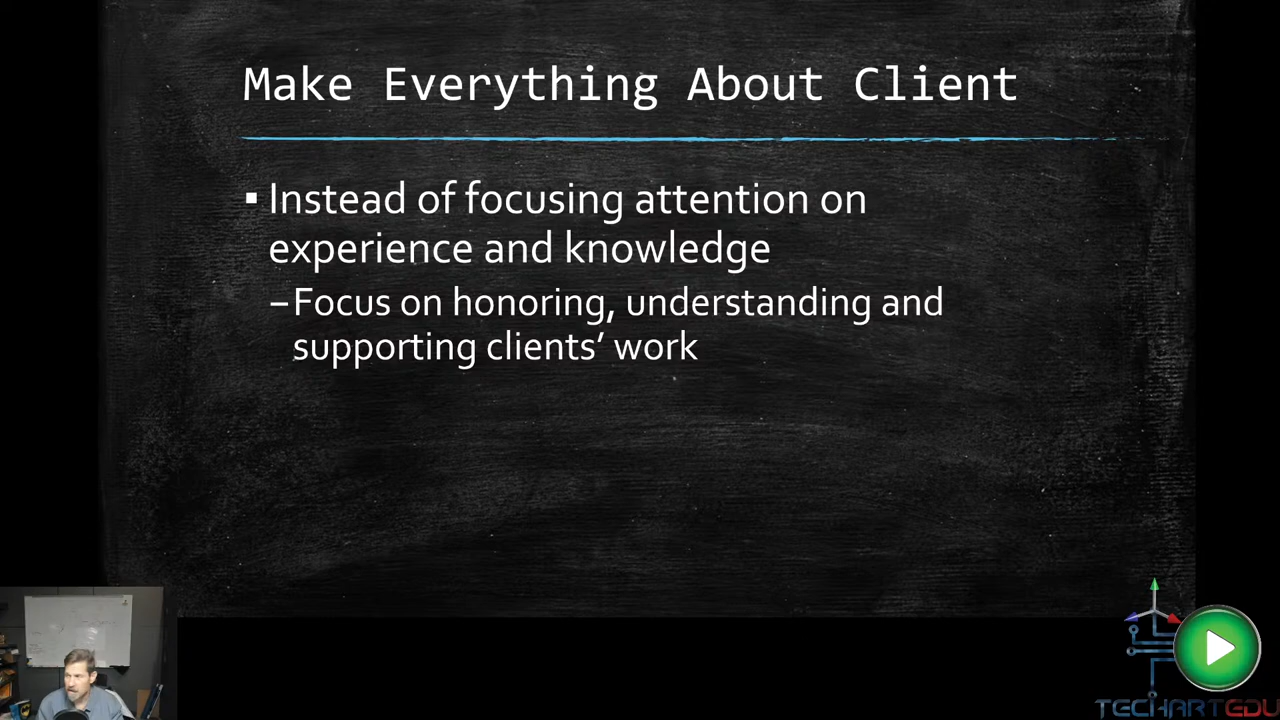 Make Everything About Client
▪ Instead of focusing attention on
experience and knowledge
–Focus on honoring, understanding and
supporting clients’ work
TECHARTEDU